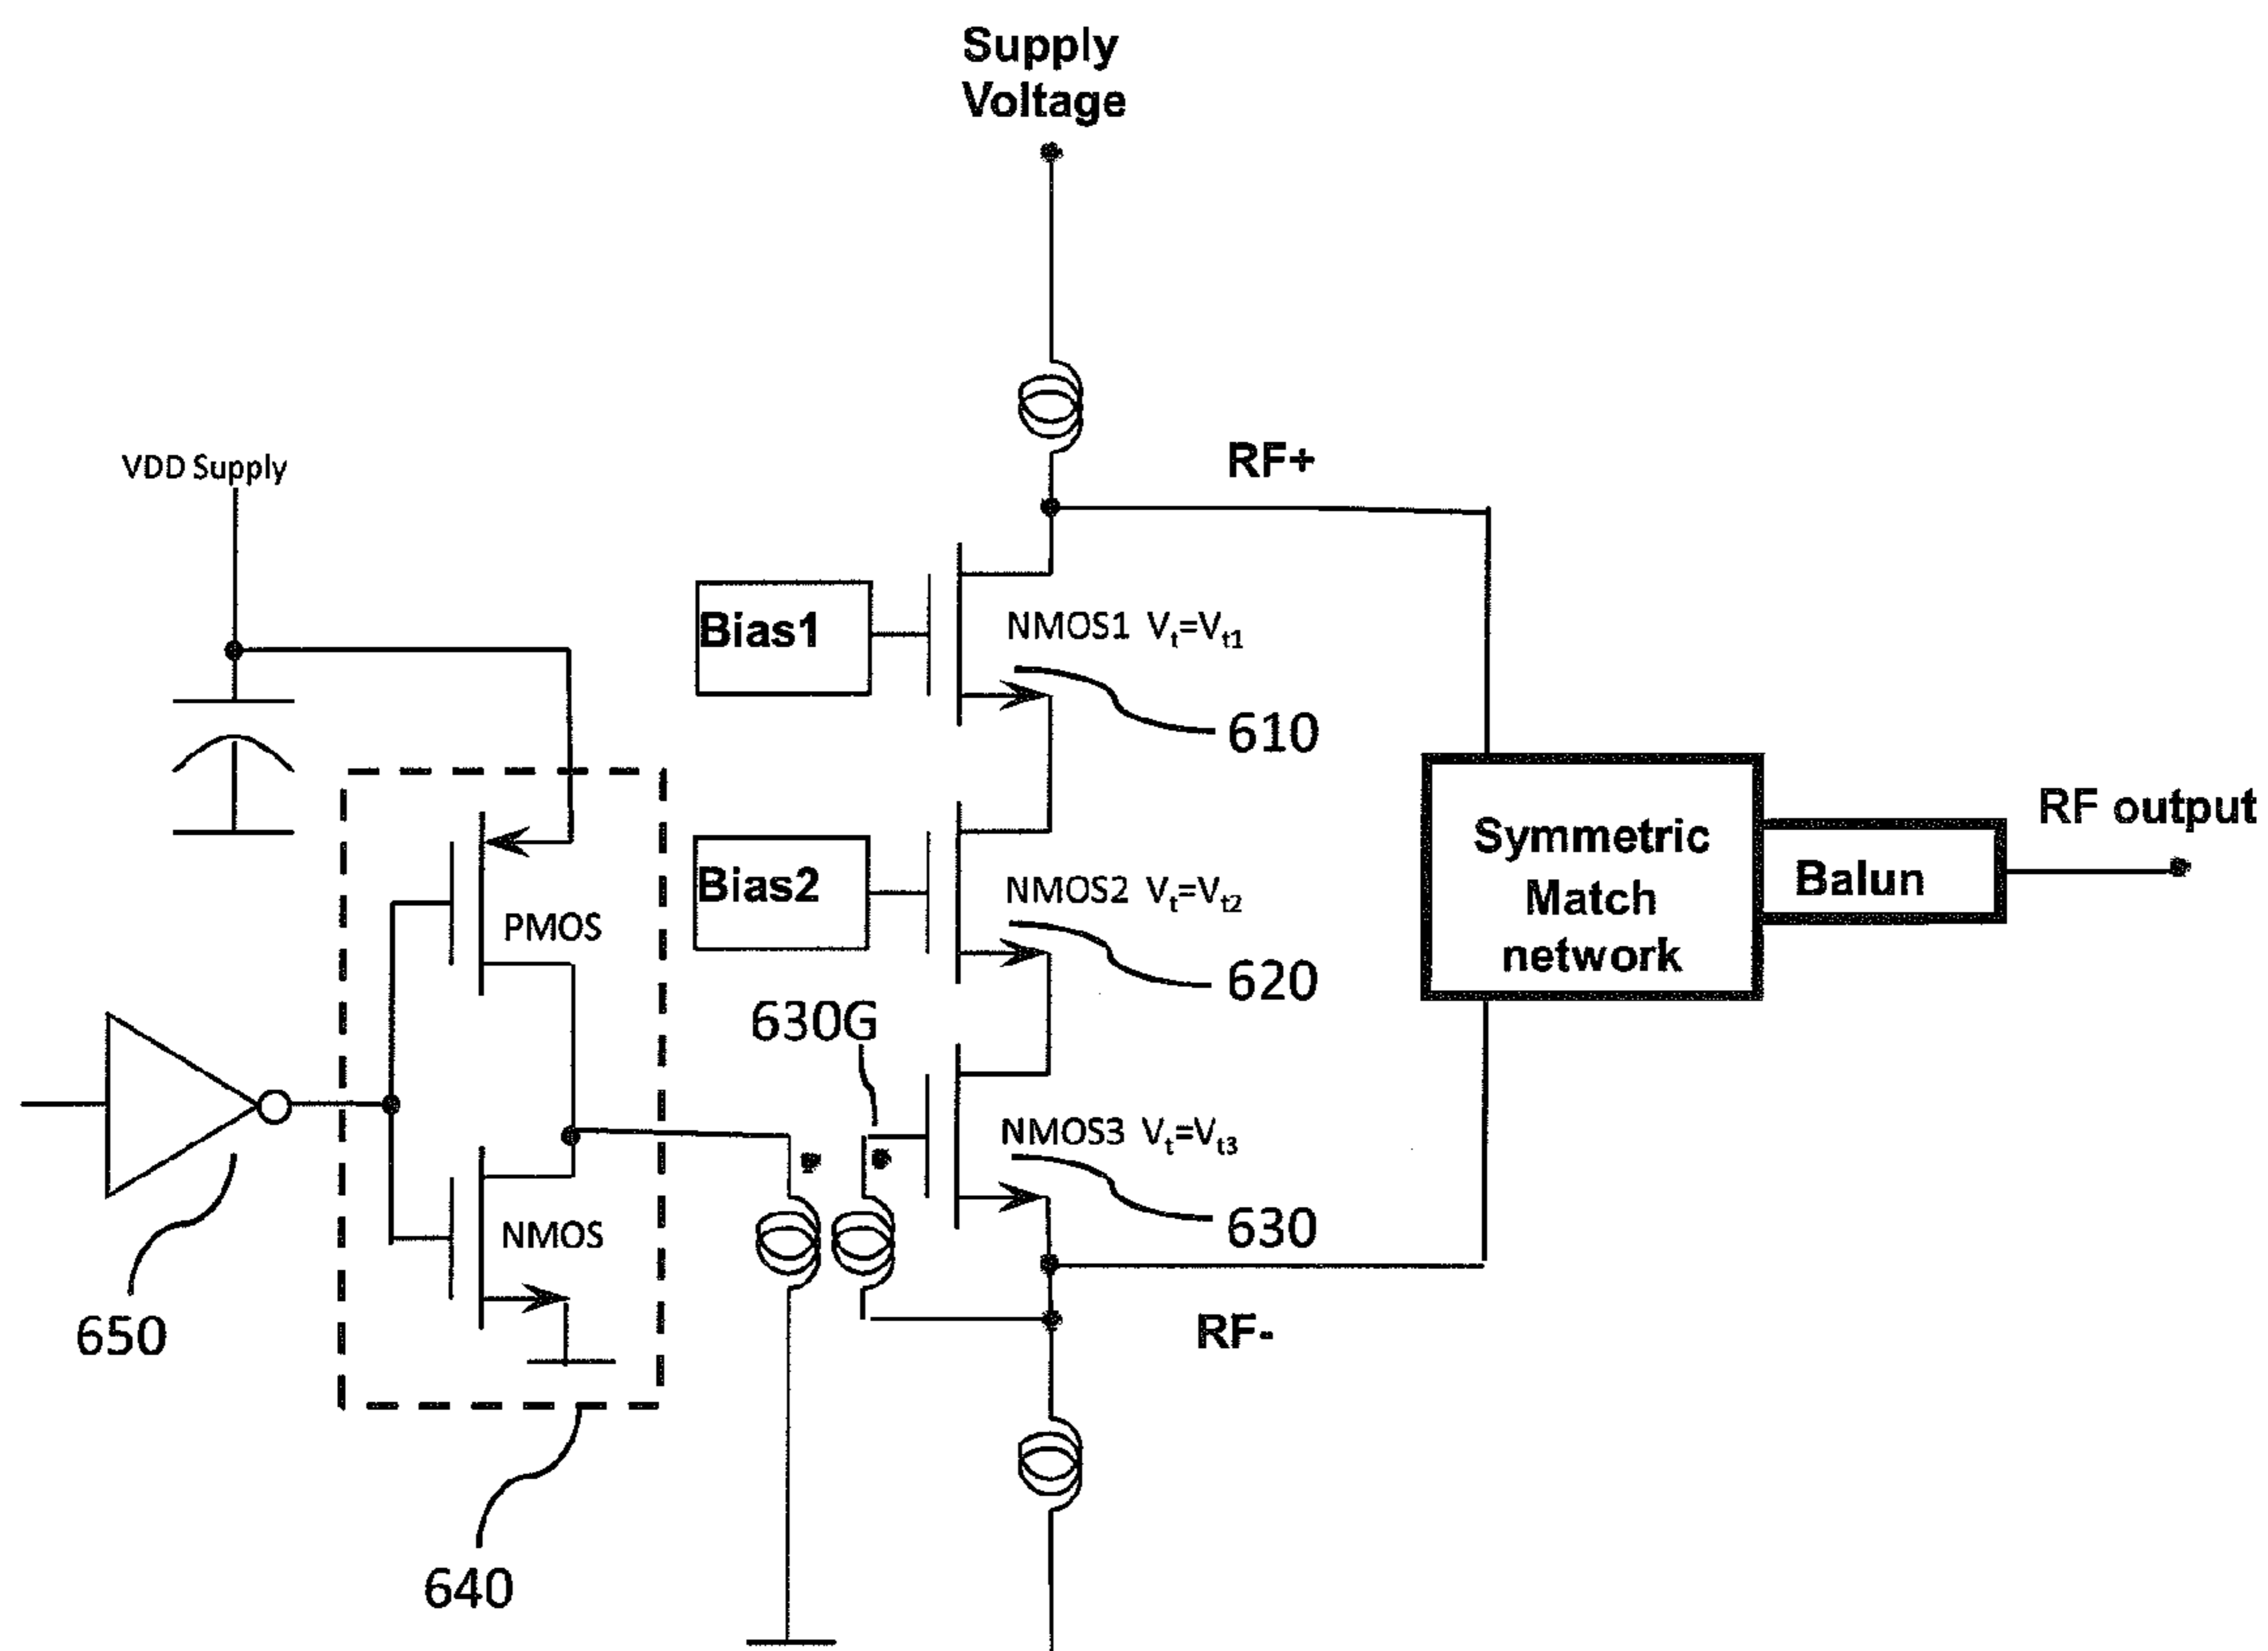 Supply
Voltage
VDD Supply
RF+
Bias1
NMOS1 Vt=Vt1
610
Symmetric
Match
network
Balun
RF output
Bias2
NMOS2 Vt=Vt2
620
PMOS
630G
NMOS3 Vt=Vt3
630
NMOS
650
RF-
640